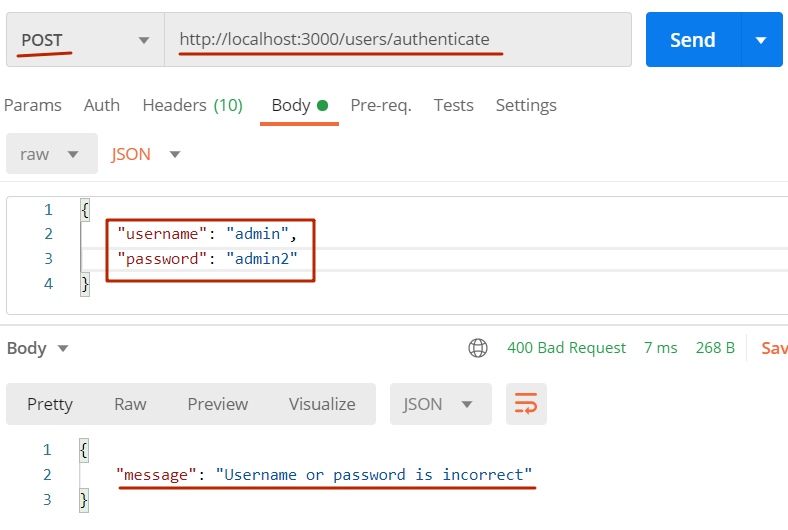 POST http://localhost:3000/users/authenticate Send
Params Auth Headers (10) Body Pre-req. Tests Settings
raw JSON
1 {
2 "username": "admin",
3 "password": "admin2"
4 }
Body 400 Bad Request 7 ms 268 B Sav
Pretty Raw Preview Visualize JSON
1 {
2 "message": "Username or password is incorrect"
3 }